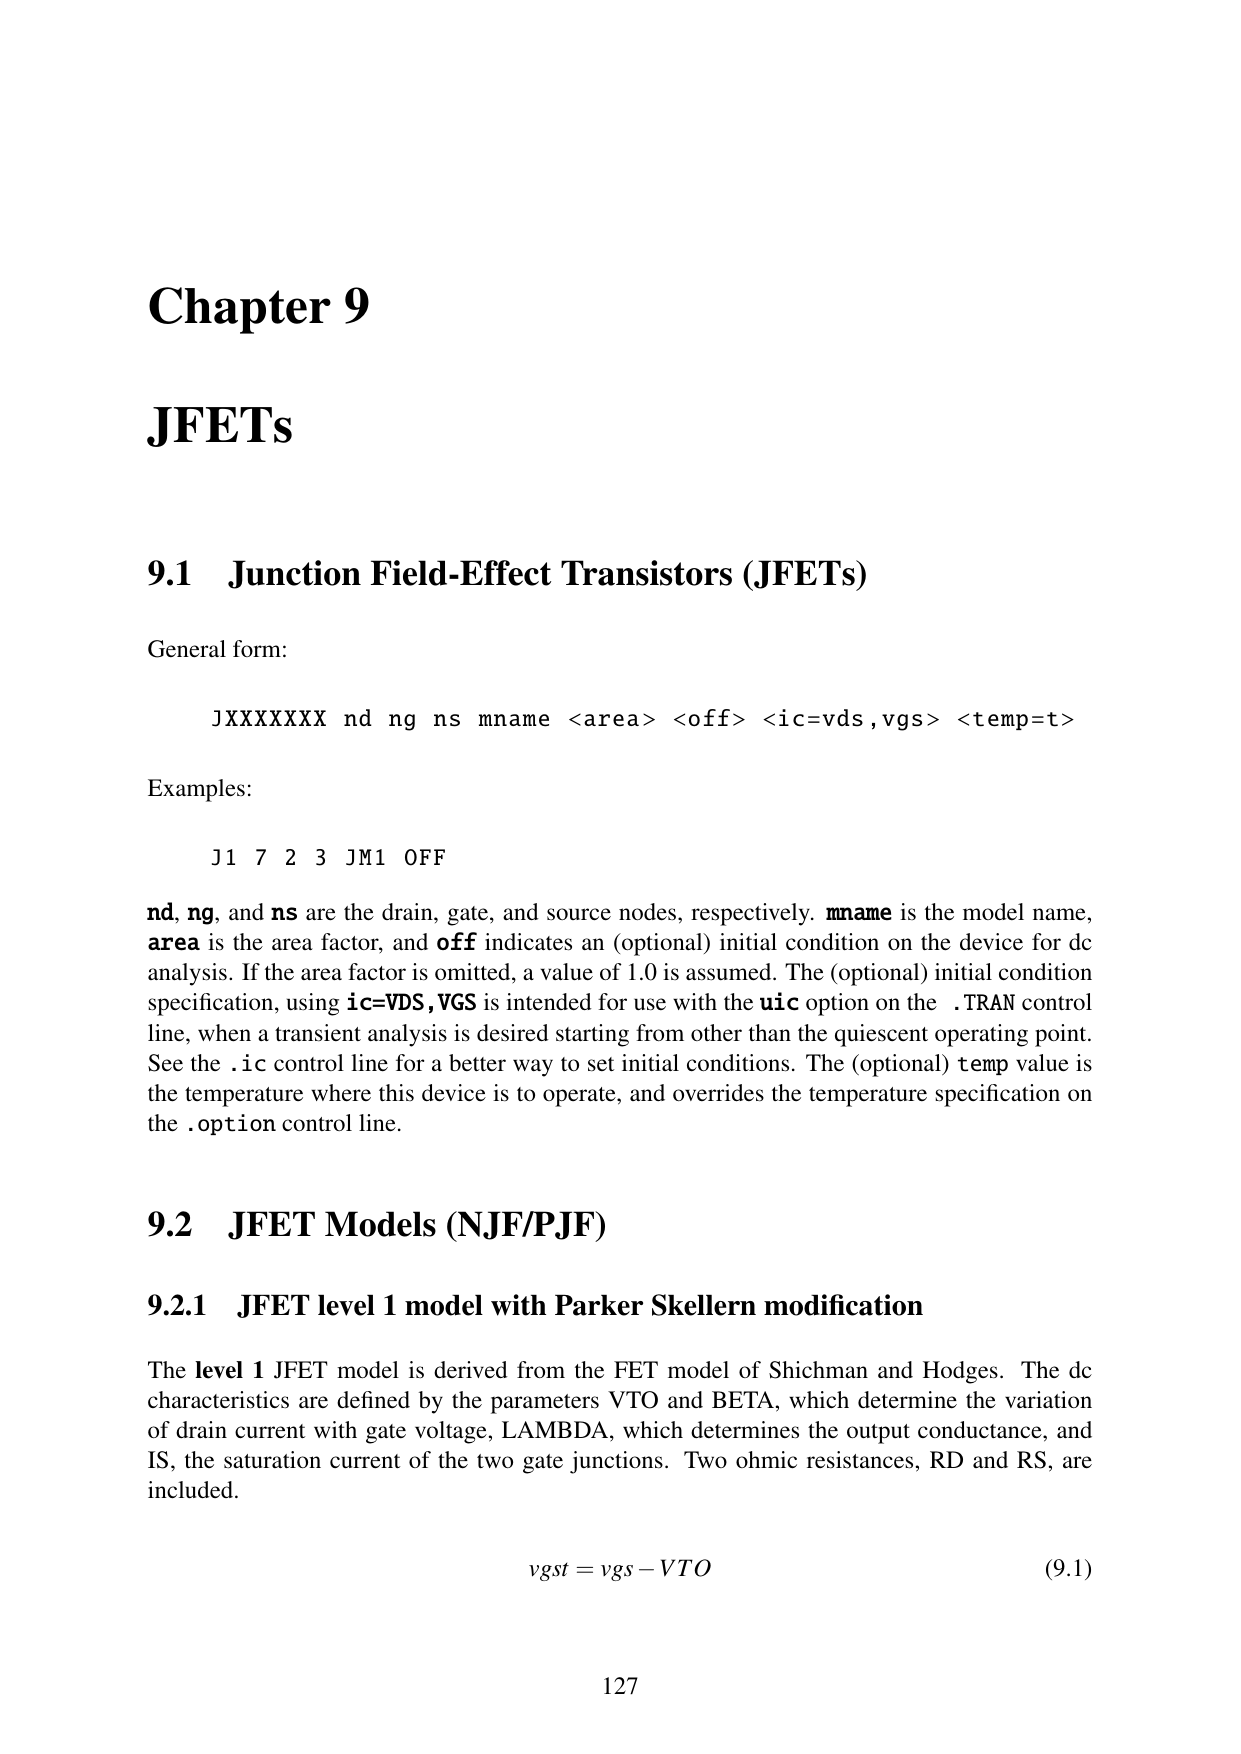 Chapter 9
JFETs
9.1 Junction Field-Effect Transistors (JFETs)
General form:
JXXXXXXX nd ng ns mname <area> <off> <ic=vds,vgs> <temp=t>
Examples:
J1 7 2 3 JM1 OFF
nd, ng, and ns are the drain, gate, and source nodes, respectively. mname is the model name,
area is the area factor, and off indicates an (optional) initial condition on the device for dc
analysis. If the area factor is omitted, a value of 1.0 is assumed. The (optional) initial condition
specification, using ic=VDS,VGS is intended for use with the uic option on the .TRAN control
line, when a transient analysis is desired starting from other than the quiescent operating point.
See the .ic control line for a better way to set initial conditions. The (optional) temp value is
the temperature where this device is to operate, and overrides the temperature specification on
the .option control line.
9.2 JFET Models (NJF/PJF)
9.2.1 JFET level 1 model with Parker Skellern modification
The level 1 JFET model is derived from the FET model of Shichman and Hodges. The dc
characteristics are defined by the parameters VTO and BETA, which determine the variation
of drain current with gate voltage, LAMBDA, which determines the output conductance, and
IS, the saturation current of the two gate junctions. Two ohmic resistances, RD and RS, are
included.
vgst = vgs − VTO (9.1)
127